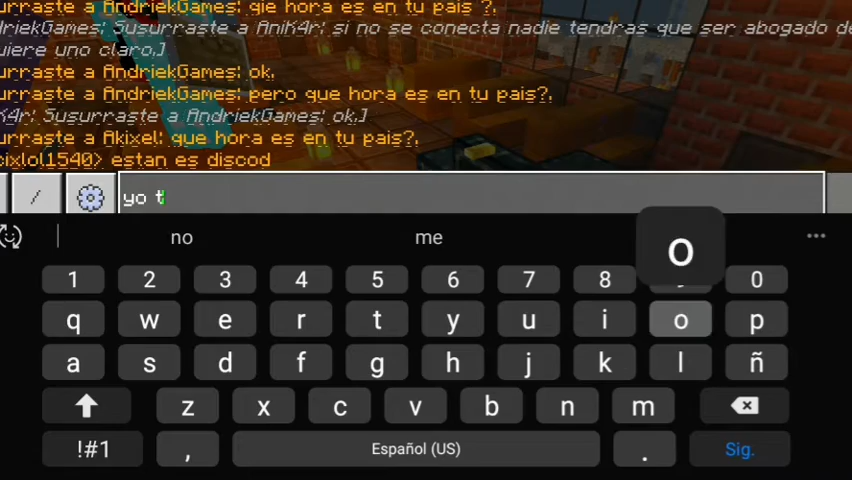 urraste a AndriekGames: gie hora es en tu pais ?.
driekGames: Susurraste a AniK4r: si no se conecta nadie tendras que ser abogado de
uiere uno claro.]
urraste a AndriekGames: ok.
urraste a AndriekGames: pero que hora es en tu pais?.
K4r: Susurraste a AndriekGames: ok.]
urraste a Akixel: que hora es en tu pais?.
pixlol1540> estan es discod
/ yo t
no me ...
o
1 2 3 4 5 6 7 8 9 0
q w e r t y u i o p
a s d f g h j k l ñ
z x c v b n m
!#1 , Español (US) . Sig.